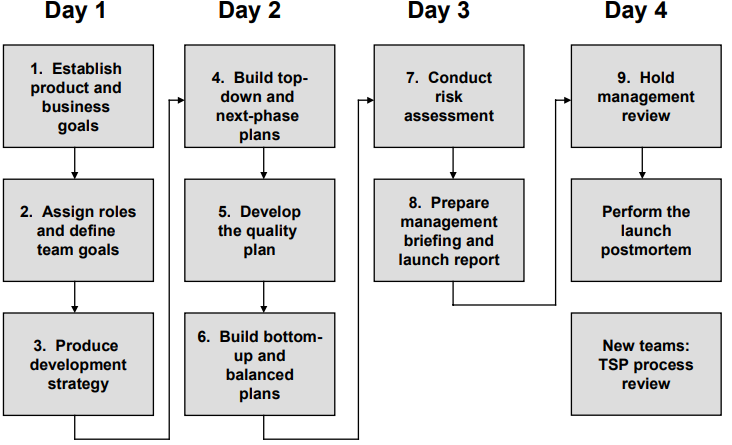 Day 1
Day 2
Day 3
Day 4
1. Establish
product and
business
goals
2. Assign roles
and define
team goals
3. Produce
development
strategy
4. Build top-
down and
next-phase
plans
5. Develop
the quality
plan
6. Build bottom-
up and
balanced
plans
7. Conduct
risk
assessment
8. Prepare
management
briefing and
launch report
9. Hold
management
review
Perform the
launch
postmortem
New teams:
TSP process
review